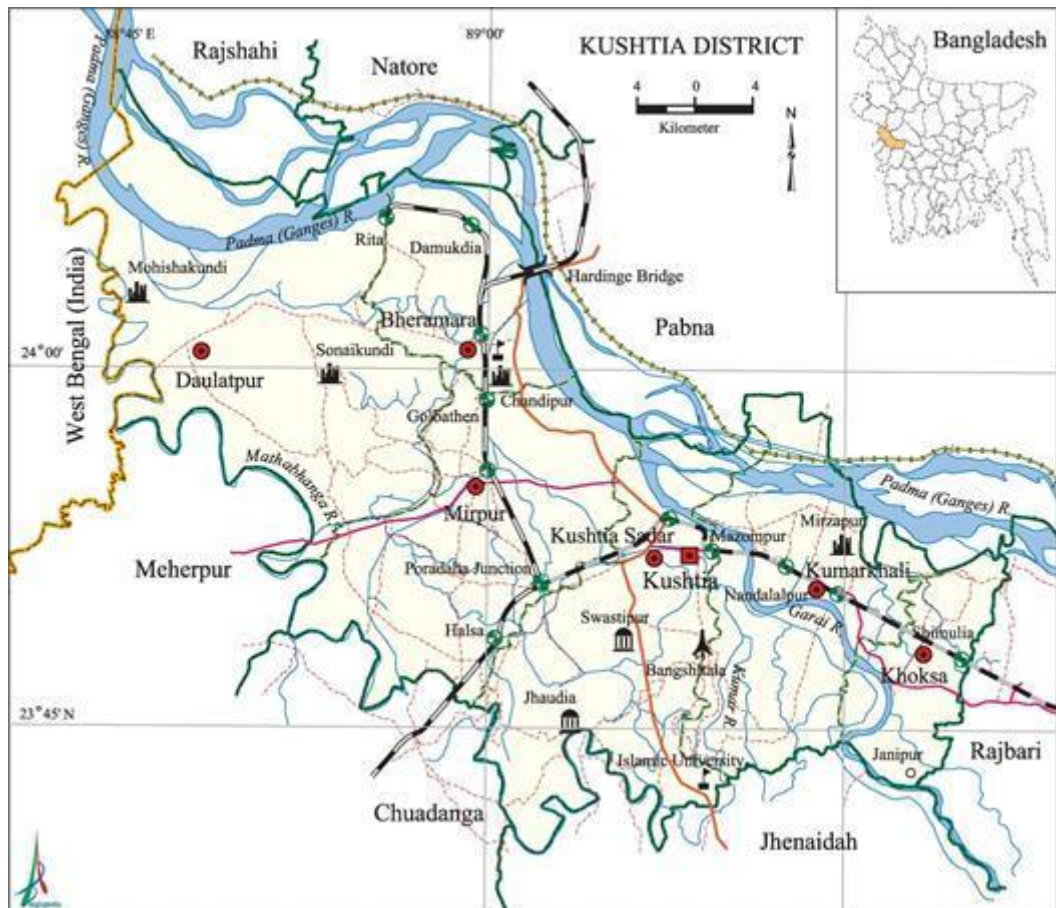 88°45' E
89°00'
Rajshahi
Natore
KUSHTIA DISTRICT
Bangladesh
4 0 4
Kilometer
N
Padma (Ganges) R.
Padma (Ganges) R.
Rita
Damukdia
Mohishakundi
Hardinge Bridge
West Bengal (India)
Bheramara
Pabna
24°00'
Daulatpur
Sonaikundi
Golbathen
Chandipur
Mathabhanga R.
Mirpur
Padma (Ganges) R.
Meherpur
Kushtia Sadar
Mazompur
Mirzapur
Poradaha Junction
Kushtia
Kumarkhali
Nandalalpur
Halsa
Swastipur
Garai R.
Shimulia
Bangshitala
Khoksa
Kumar R.
Jhaudia
23°45' N
Islamic University
Janipur
Rajbari
Chuadanga
Jhenaidah